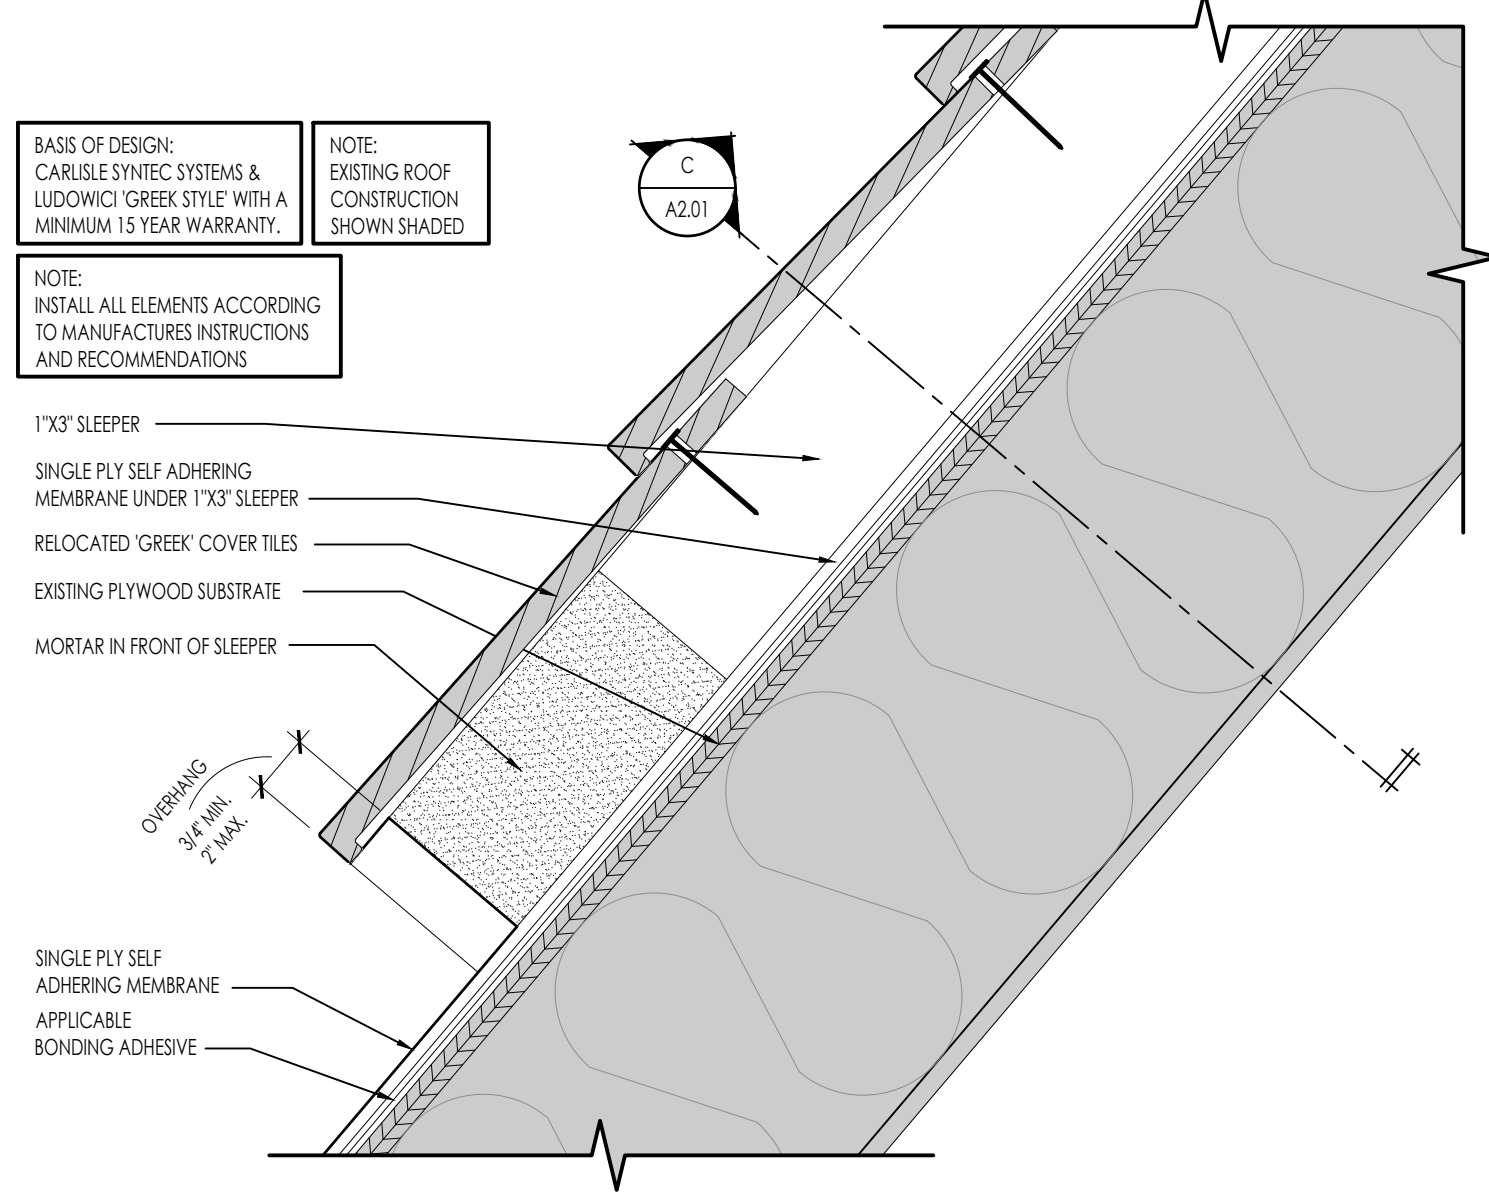 BASIS OF DESIGN:
CARLISLE SYNTEC SYSTEMS &
LUDOWICI 'GREEK STYLE' WITH A
MINIMUM 15 YEAR WARRANTY.
NOTE:
EXISTING ROOF
CONSTRUCTION
SHOWN SHADED
NOTE:
INSTALL ALL ELEMENTS ACCORDING
TO MANUFACTURES INSTRUCTIONS
AND RECOMMENDATIONS
C
A2.01
1"X3" SLEEPER
SINGLE PLY SELF ADHERING
MEMBRANE UNDER 1"X3" SLEEPER
RELOCATED 'GREEK' COVER TILES
EXISTING PLYWOOD SUBSTRATE
MORTAR IN FRONT OF SLEEPER
OVERHANG
3/4" MIN.
2" MAX.
SINGLE PLY SELF
ADHERING MEMBRANE
APPLICABLE
BONDING ADHESIVE